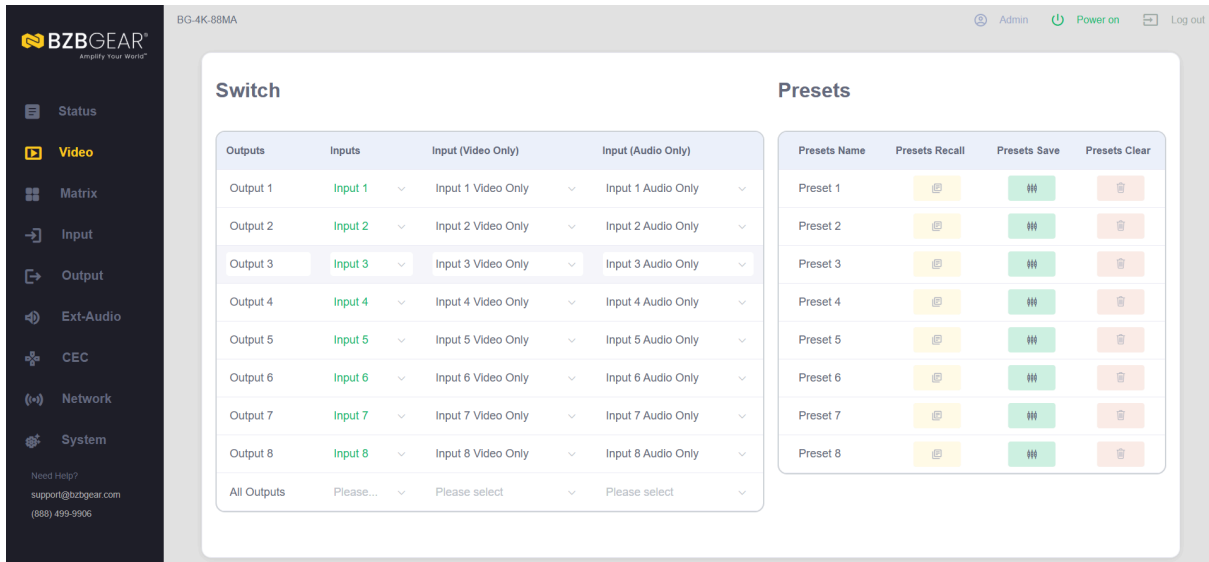 BG-4K-88MA
Admin Power on Log out
BZBGEAR®
Amplify Your World™
Status
Video
Matrix
Input
Output
Ext-Audio
CEC
Network
System
Need Help?
support@bzbgear.com
(888) 499-9906
Switch
Outputs Inputs Input (Video Only) Input (Audio Only)
Output 1 Input 1 Input 1 Video Only Input 1 Audio Only
Output 2 Input 2 Input 2 Video Only Input 2 Audio Only
Output 3 Input 3 Input 3 Video Only Input 3 Audio Only
Output 4 Input 4 Input 4 Video Only Input 4 Audio Only
Output 5 Input 5 Input 5 Video Only Input 5 Audio Only
Output 6 Input 6 Input 6 Video Only Input 6 Audio Only
Output 7 Input 7 Input 7 Video Only Input 7 Audio Only
Output 8 Input 8 Input 8 Video Only Input 8 Audio Only
All Outputs Please... Please select Please select
Presets
Presets Name Presets Recall Presets Save Presets Clear
Preset 1
Preset 2
Preset 3
Preset 4
Preset 5
Preset 6
Preset 7
Preset 8